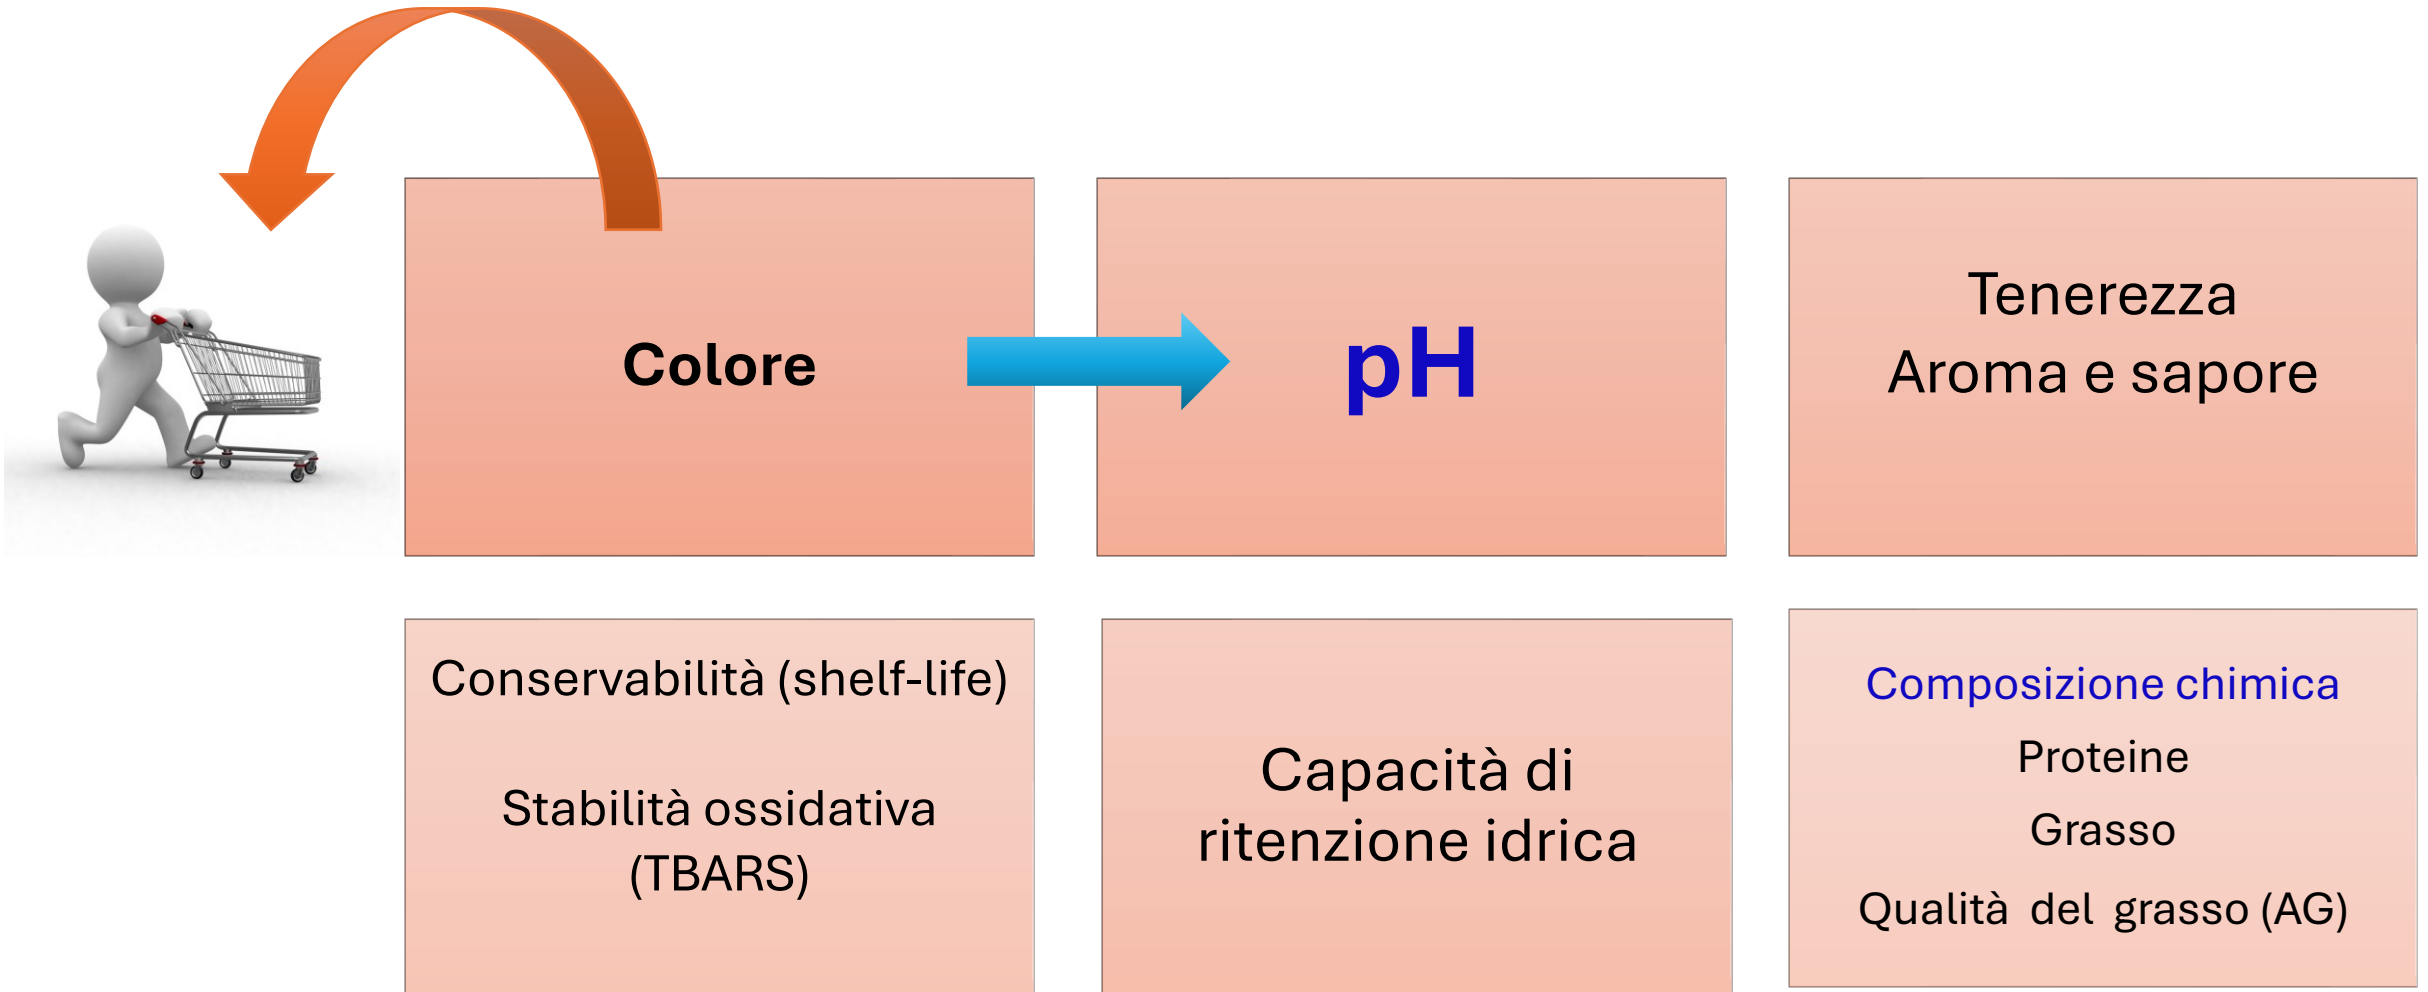 Colore
pH
Tenerezza
Aroma e sapore
Conservabilità (shelf-life)
Stabilità ossidativa
(TBARS)
Capacità di
ritenzione idrica
Composizione chimica
Proteine
Grasso
Qualità del grasso (AG)